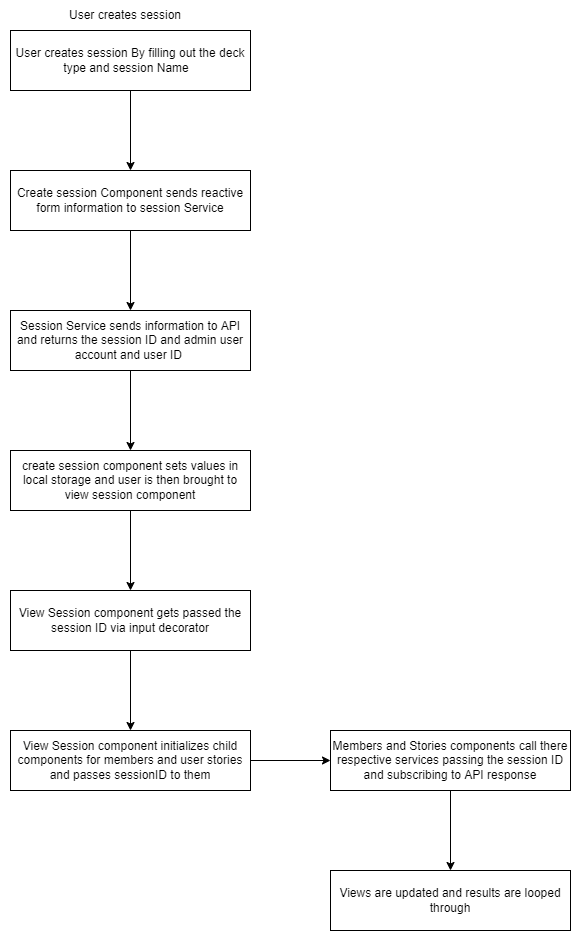 User creates session
User creates session By filling out the deck
type and session Name
Create session Component sends reactive
form information to session Service
Session Service sends information to API
and returns the session ID and admin user
account and user ID
create session component sets values in
local storage and user is then brought to
view session component
View Session component gets passed the
session ID via input decorator
View Session component initializes child
components for members and user stories
and passes sessionID to them
Members and Stories components call there
respective services passing the session ID
and subscribing to API response
Views are updated and results are looped
through